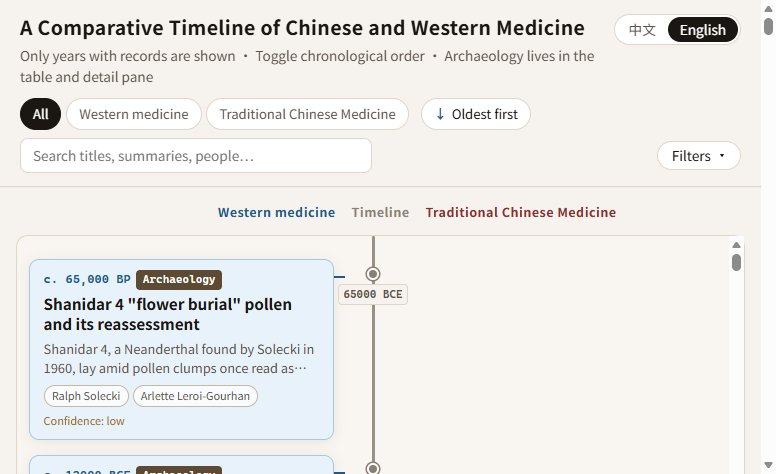 A Comparative Timeline of Chinese and Western Medicine
中文 English
Only years with records are shown · Toggle chronological order · Archaeology lives in the
table and detail pane
All Western medicine Traditional Chinese Medicine ↓ Oldest first
Search titles, summaries, people…
Filters
Western medicine Timeline Traditional Chinese Medicine
c. 65,000 BP Archaeology
65000 BCE
Shanidar 4 "flower burial" pollen
and its reassessment
Shanidar 4, a Neanderthal found by Solecki in
1960, lay amid pollen clumps once read as…
Ralph Solecki Arlette Leroi-Gourhan
Confidence: low
c. 12000 BCE Archaeology